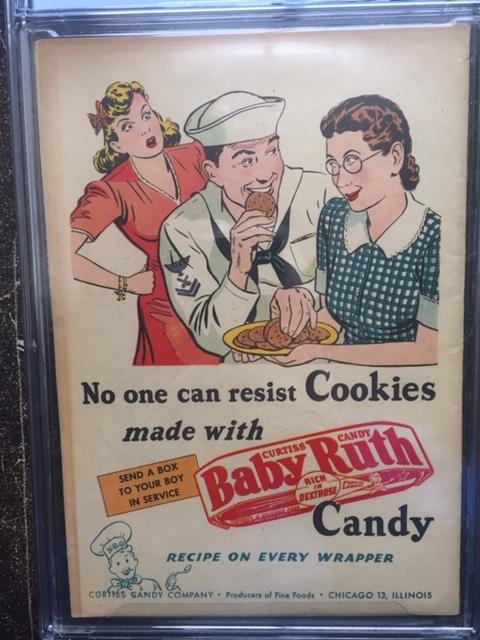 No one can resist Cookies
made with
SEND A BOX
TO YOUR BOY
IN SERVICE
CURTISS CANDY
Baby Ruth
RICH
IN
DEXTROSE
Candy
RECIPE ON EVERY WRAPPER
CURTISS CANDY COMPANY • Producers of Fine Foods • CHICAGO 13, ILLINOIS